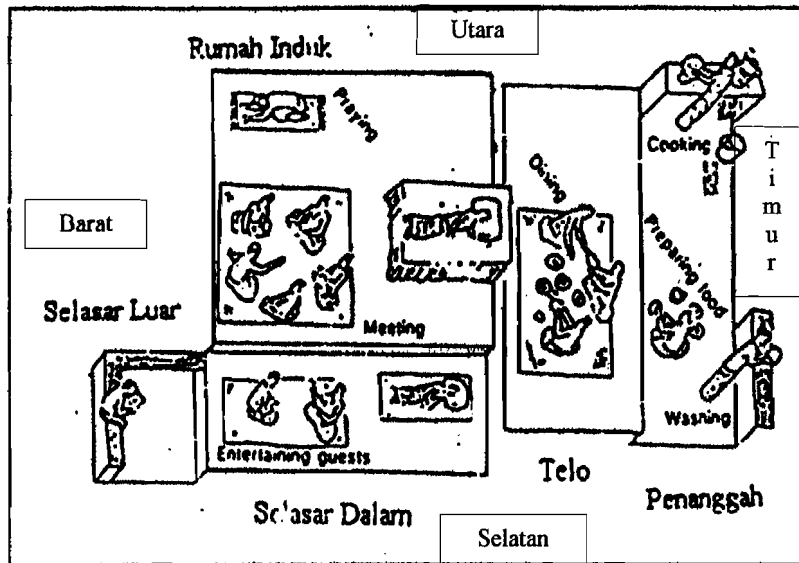 Utara
Rumah Induk
Praying
Cooking
Timur
Dining
Barat
Preparing food
Selasar Luar
Meeting
Washing
Entertaining guests
Telo
Selasar Dalam
Penanggah
Selatan